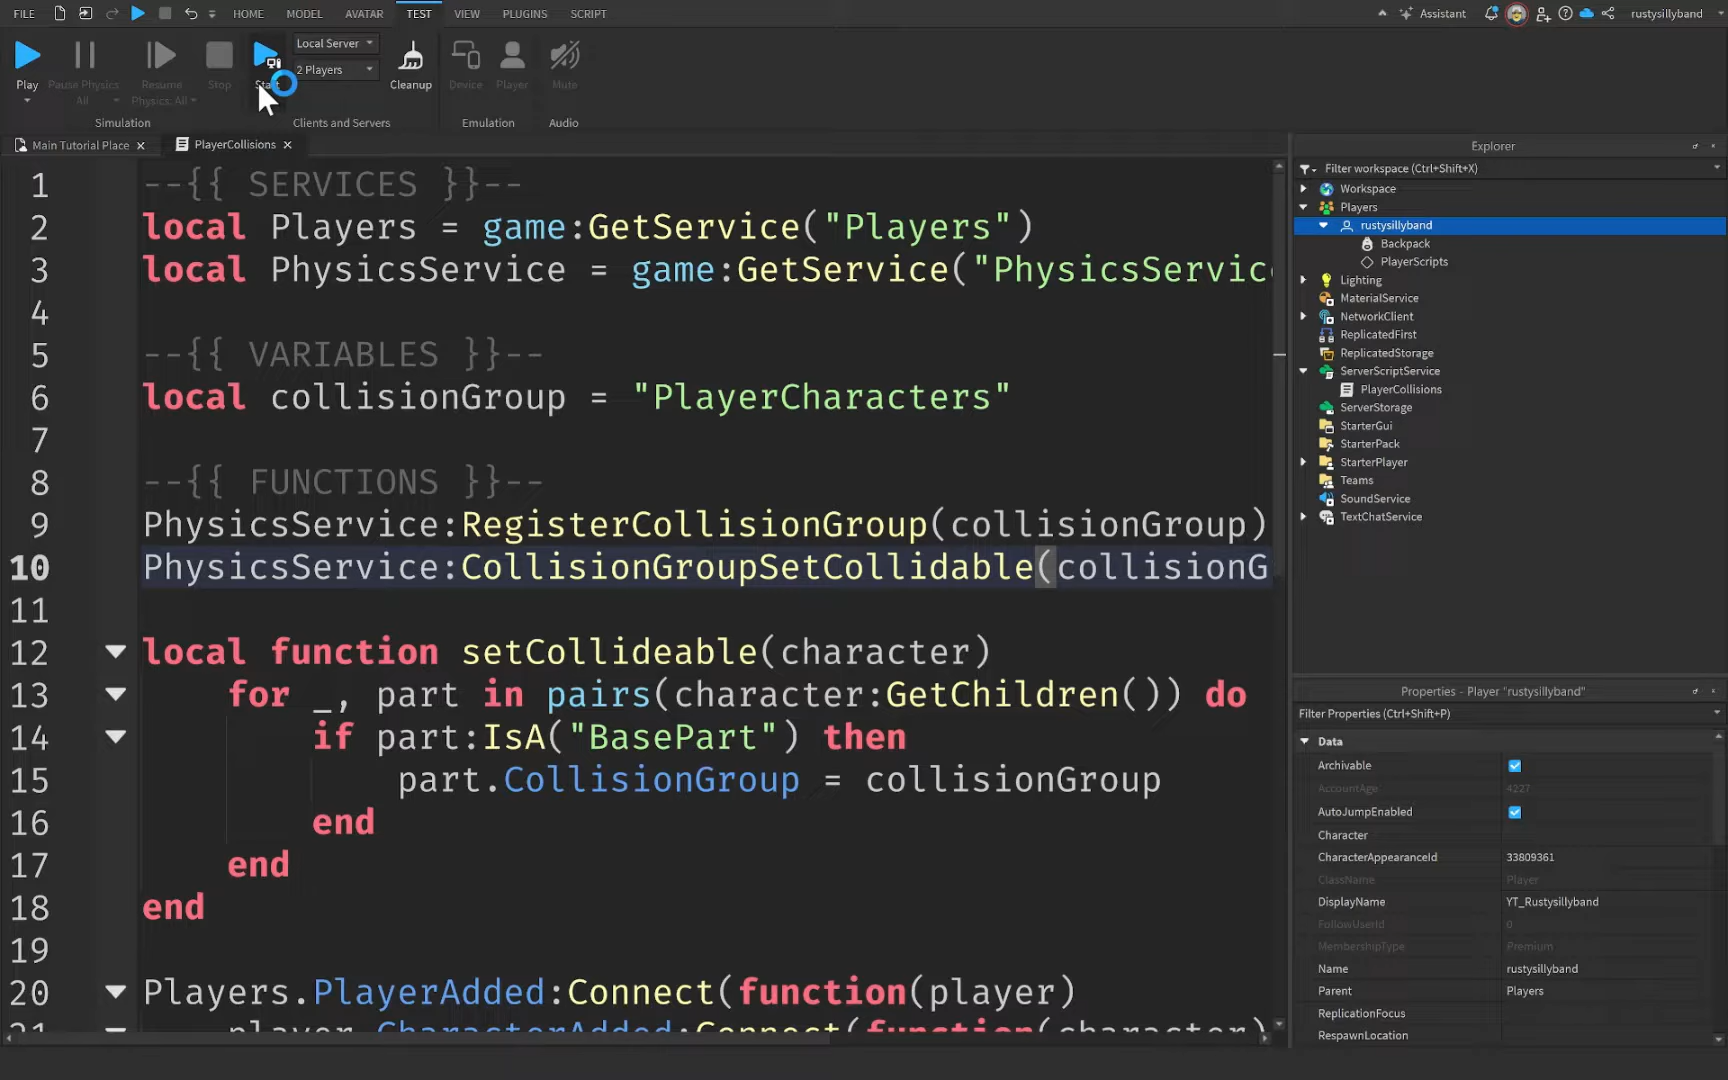 FILE HOME MODEL AVATAR TEST VIEW PLUGINS SCRIPT Assistant rustysillyband
Local Server
2 Players
Play Pause Physics Resume Stop Start Cleanup Device Player Mute
All Physics: All
Simulation Clients and Servers Emulation Audio
Main Tutorial Place PlayerCollisions
1 --{{ SERVICES }}--
2 local Players = game:GetService("Players")
3 local PhysicsService = game:GetService("PhysicsService
4
5 --{{ VARIABLES }}--
6 local collisionGroup = "PlayerCharacters"
7
8 --{{ FUNCTIONS }}--
9 PhysicsService:RegisterCollisionGroup(collisionGroup)
10 PhysicsService:CollisionGroupSetCollidable(collisionG
11
12 local function setCollideable(character)
13 for _, part in pairs(character:GetChildren()) do
14 if part:IsA("BasePart") then
15 part.CollisionGroup = collisionGroup
16 end
17 end
18 end
19
20 Players.PlayerAdded:Connect(function(player)
21 player.CharacterAdded:Connect(function(character)
Explorer
Filter workspace (Ctrl+Shift+X)
Workspace
Players
rustysillyband
Backpack
PlayerScripts
Lighting
MaterialService
NetworkClient
ReplicatedFirst
ReplicatedStorage
ServerScriptService
PlayerCollisions
ServerStorage
StarterGui
StarterPack
StarterPlayer
Teams
SoundService
TextChatService
Properties - Player "rustysillyband"
Filter Properties (Ctrl+Shift+P)
Data
Archivable
AccountAge 4227
AutoJumpEnabled
Character
CharacterAppearanceId 33809361
ClassName Player
DisplayName YT_Rustysillyband
FollowUserId 0
MembershipType Premium
Name rustysillyband
Parent Players
ReplicationFocus
RespawnLocation